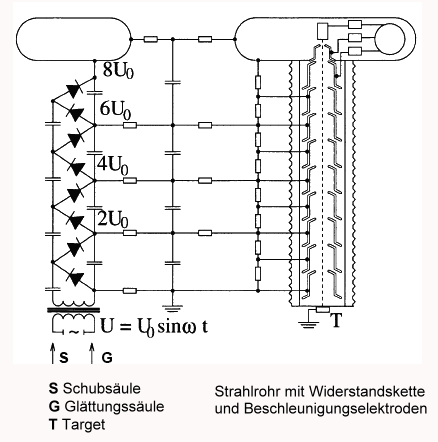 8U₀
6U₀
4U₀
2U₀
U = U₀ sinω t
T
S G
S Schubsäule
G Glättungssäule
T Target
Strahlrohr mit Widerstandskette
und Beschleunigungselektroden